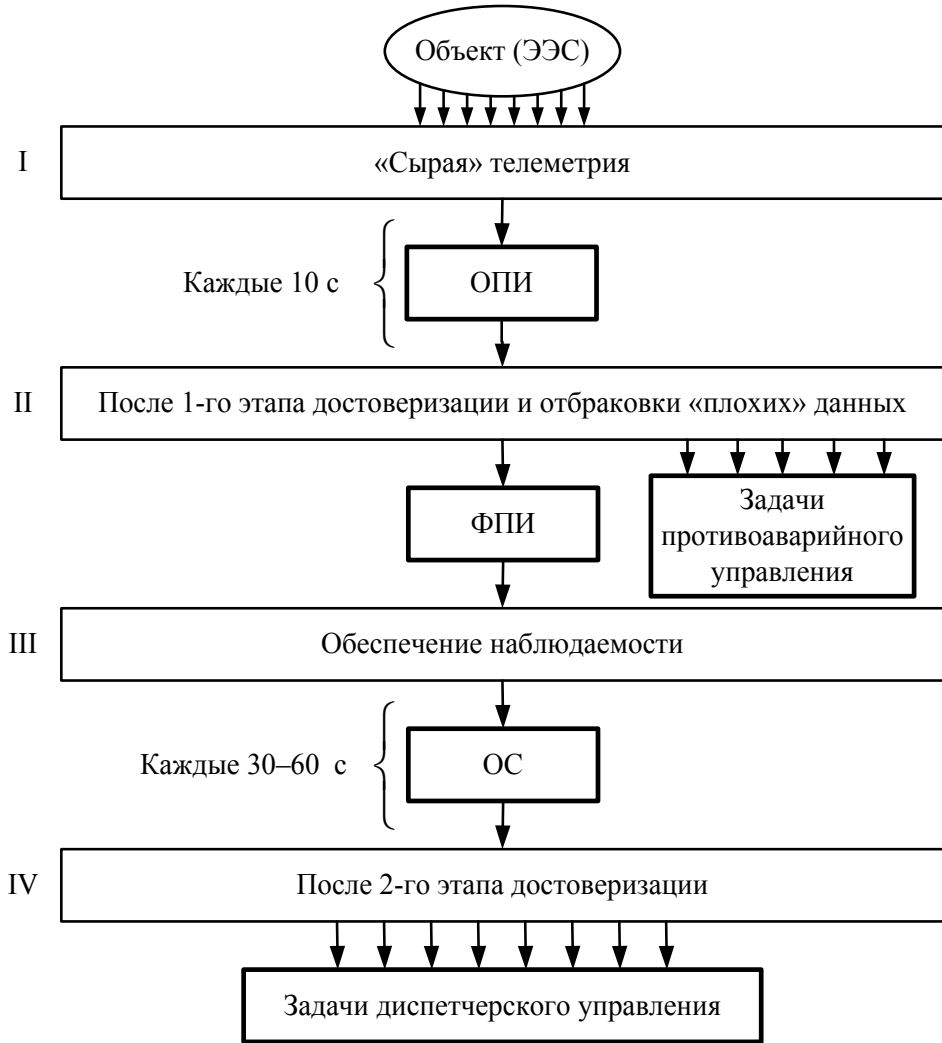 Объект (ЭЭС)
I
«Сырая» телеметрия
Каждые 10 с
ОПИ
II
После 1-го этапа достоверизации и отбраковки «плохих» данных
ФПИ
Задачи
противоаварийного
управления
III
Обеспечение наблюдаемости
Каждые 30–60 с
ОС
IV
После 2-го этапа достоверизации
Задачи диспетчерского управления